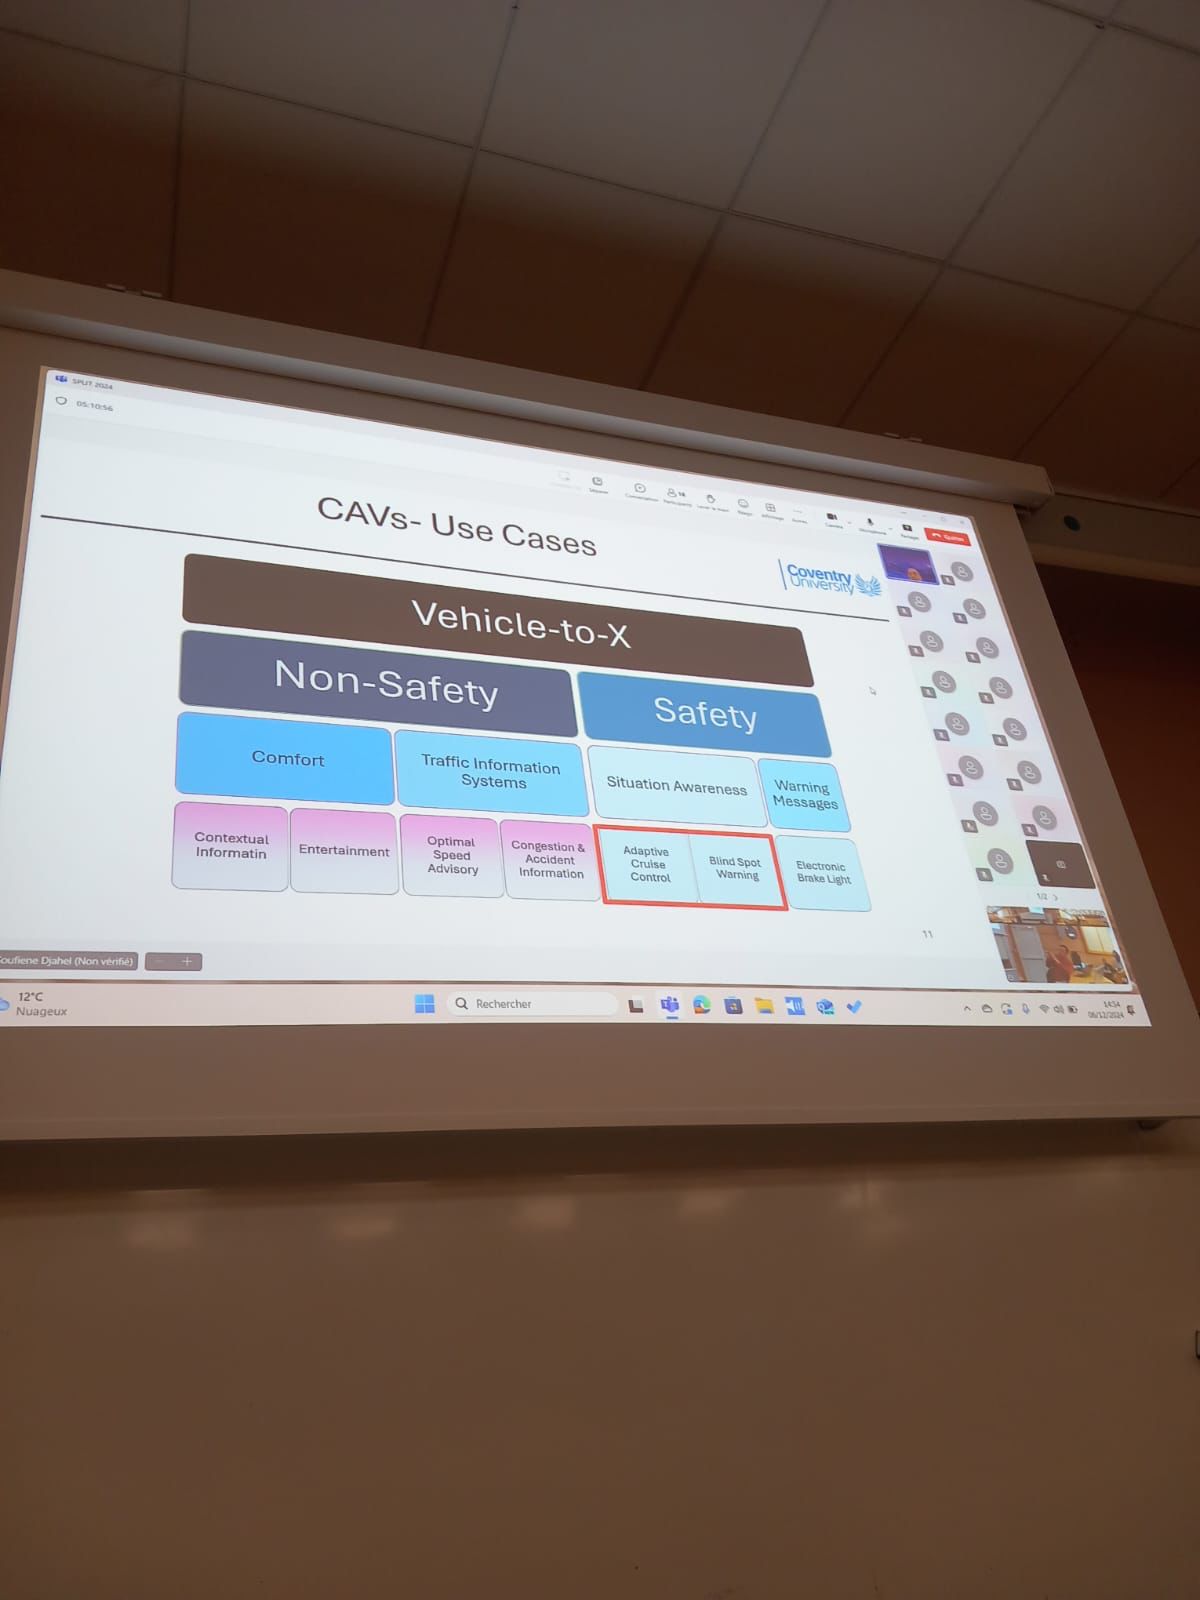 SPLIT 2024
05:10:56
Quitter
CAVs- Use Cases
Coventry
University
Vehicle-to-X
Non-Safety
Safety
Comfort
Traffic Information
Systems
Situation Awareness
Warning
Messages
Contextual
Informatin
Entertainment
Optimal
Speed
Advisory
Congestion &
Accident
Information
Adaptive
Cruise
Control
Blind Spot
Warning
Electronic
Brake Light
11
1/2
oufiene Djahel (Non vérifié)
12°C
Nuageux
Rechercher
14:54
06/12/2024